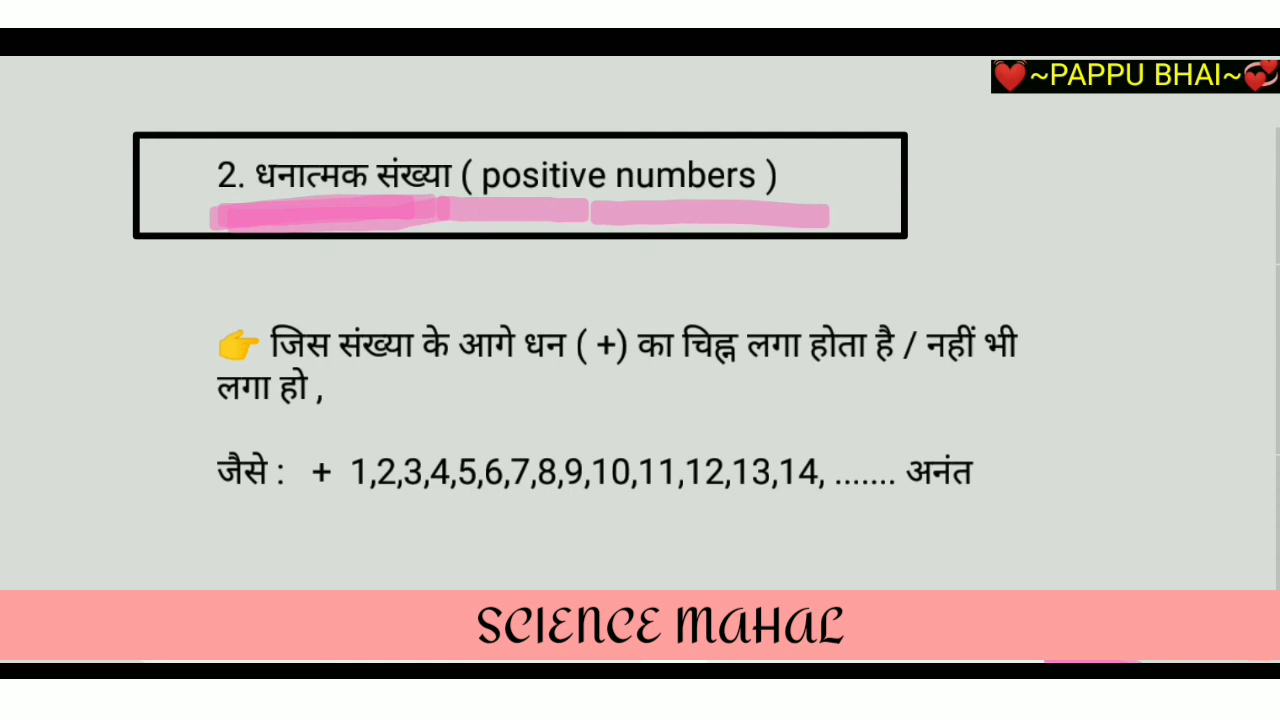 ❤️~PAPPU BHAI~💞
2. धनात्मक संख्या ( positive numbers )
👉 जिस संख्या के आगे धन ( +) का चिह्न लगा होता है / नहीं भी
लगा हो ,
जैसे : + 1,2,3,4,5,6,7,8,9,10,11,12,13,14, ....... अनंत
SCIENCE MAHAL